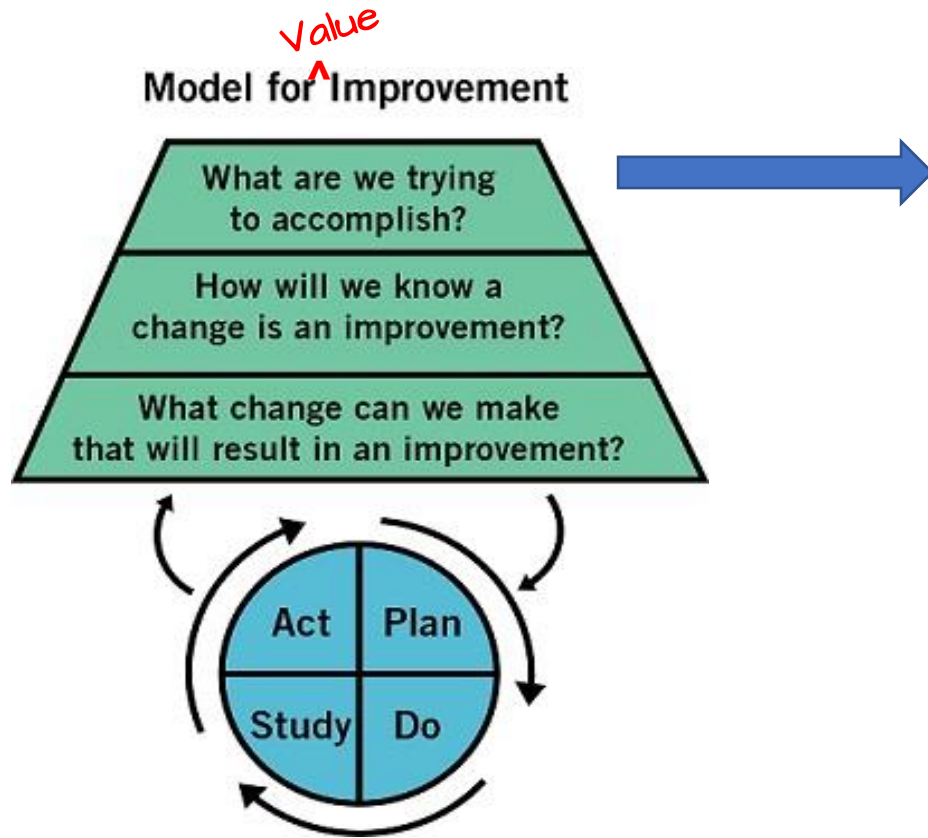 Value
^
Model for Improvement
What are we trying
to accomplish?
How will we know a
change is an improvement?
What change can we make
that will result in an improvement?
Act Plan
Study Do